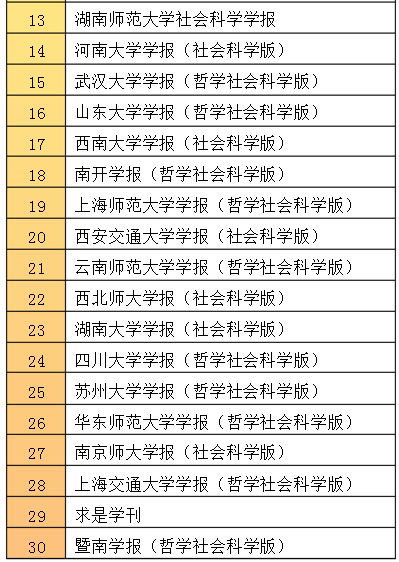 13 湖南师范大学社会科学学报
14 河南大学学报（社会科学版）
15 武汉大学学报（哲学社会科学版）
16 山东大学学报（哲学社会科学版）
17 西南大学学报（社会科学版）
18 南开学报（哲学社会科学版）
19 上海师范大学学报（哲学社会科学版）
20 西安交通大学学报（社会科学版）
21 云南师范大学学报（哲学社会科学版）
22 西北师大学报（社会科学版）
23 湖南大学学报（社会科学版）
24 四川大学学报（哲学社会科学版）
25 苏州大学学报（哲学社会科学版）
26 华东师范大学学报（哲学社会科学版）
27 南京师大学报（社会科学版）
28 上海交通大学学报（哲学社会科学版）
29 求是学刊
30 暨南学报（哲学社会科学版）